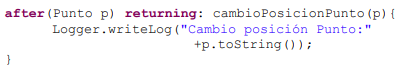 after(Punto p) returning: cambioPosicionPunto(p){
Logger.writeLog("Cambio posición Punto:"
+p.toString());
}